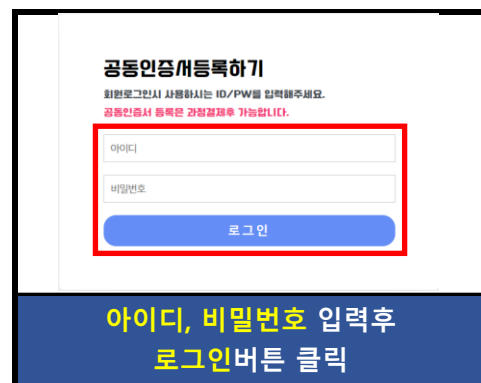 공동인증서등록하기
회원로그인시 사용하시는 ID/PW를 입력해주세요.
공동인증서 등록은 과정결제후 가능합니다.
아이디
비밀번호
로그인
아이디, 비밀번호 입력후
로그인버튼 클릭